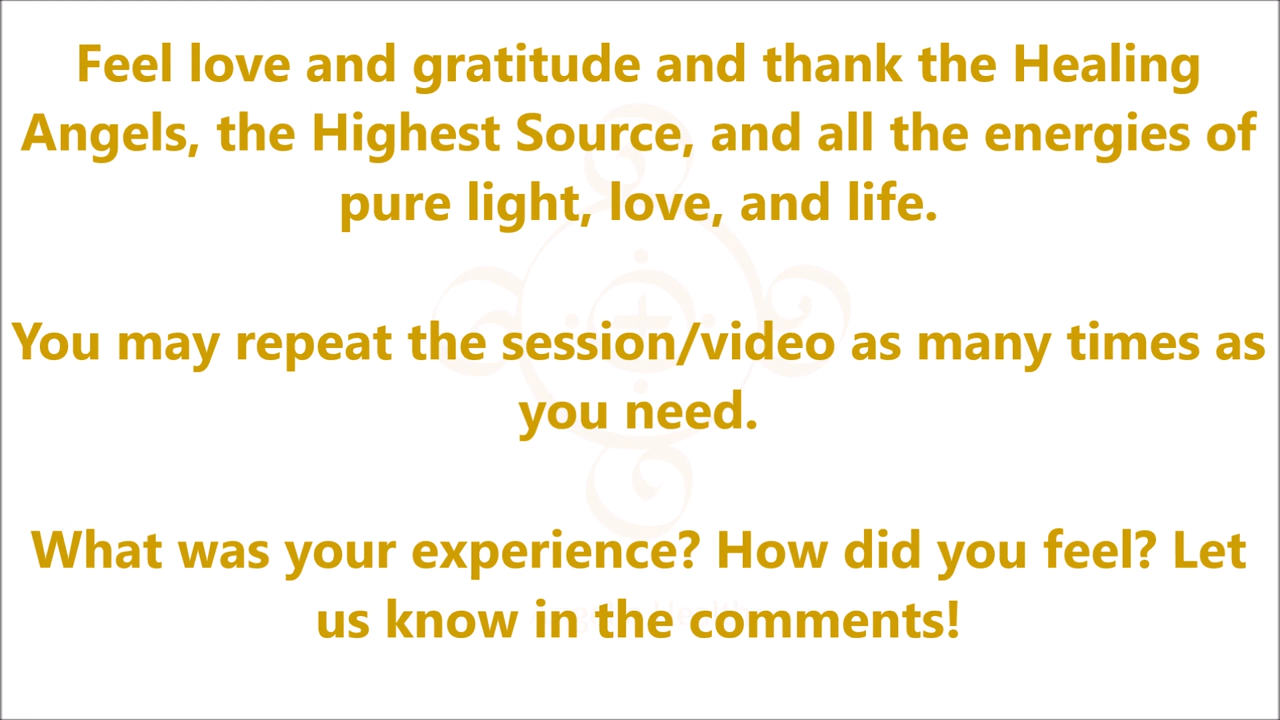 Feel love and gratitude and thank the Healing
Angels, the Highest Source, and all the energies of
pure light, love, and life.
You may repeat the session/video as many times as
you need.
What was your experience? How did you feel? Let
us know in the comments!